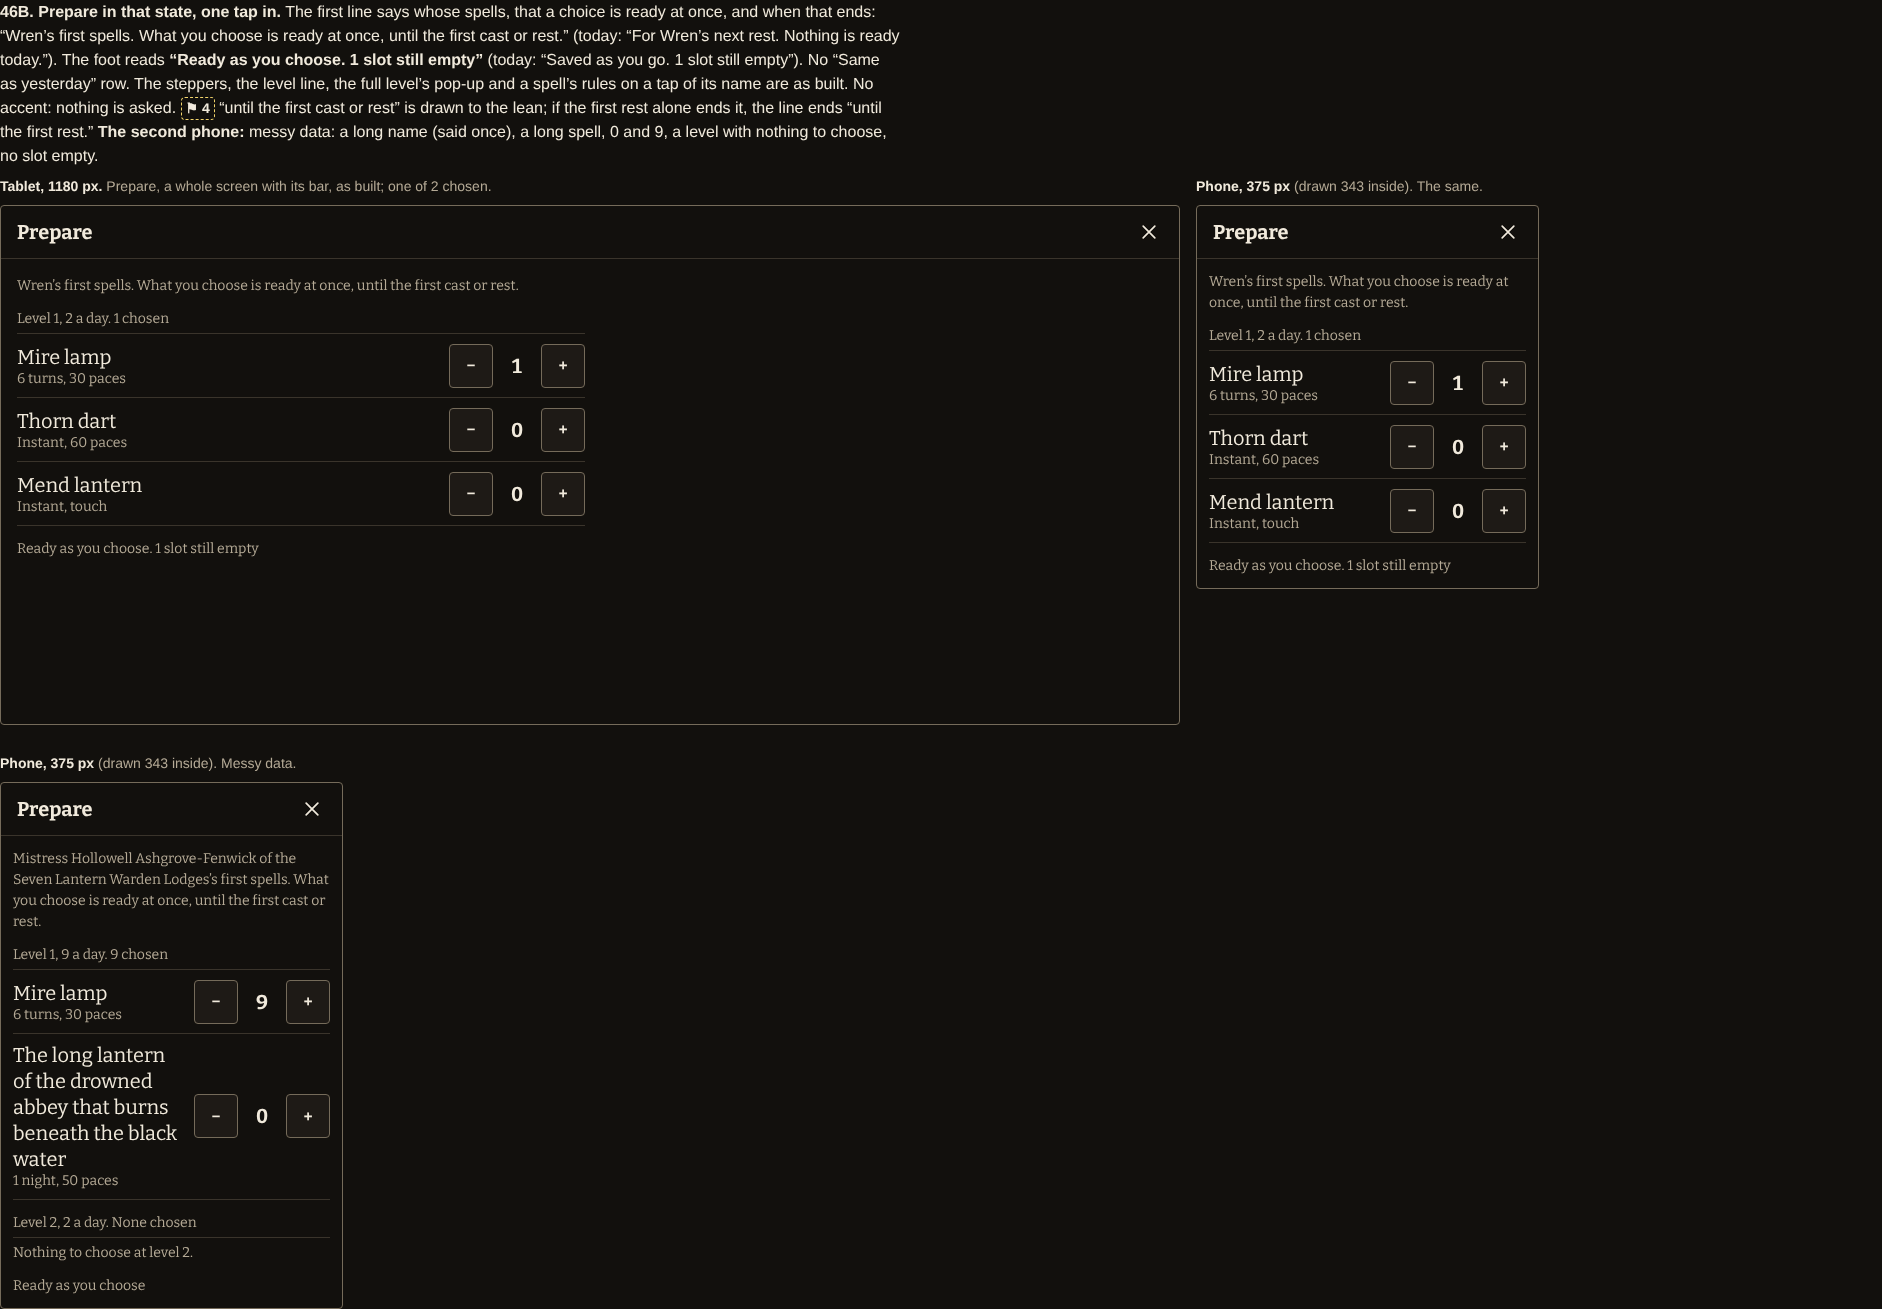 46B. Prepare in that state, one tap in. The first line says whose spells, that a choice is ready at once, and when that ends:
“Wren’s first spells. What you choose is ready at once, until the first cast or rest.” (today: “For Wren’s next rest. Nothing is ready
today.”). The foot reads “Ready as you choose. 1 slot still empty” (today: “Saved as you go. 1 slot still empty”). No “Same
as yesterday” row. The steppers, the level line, the full level’s pop-up and a spell’s rules on a tap of its name are as built. No
accent: nothing is asked. ⚑ 4 “until the first cast or rest” is drawn to the lean; if the first rest alone ends it, the line ends “until
the first rest.” The second phone: messy data: a long name (said once), a long spell, 0 and 9, a level with nothing to choose,
no slot empty.
Tablet, 1180 px. Prepare, a whole screen with its bar, as built; one of 2 chosen.
Prepare
Wren’s first spells. What you choose is ready at once, until the first cast or rest.
Level 1, 2 a day. 1 chosen
Mire lamp
6 turns, 30 paces
− 1 +
Thorn dart
Instant, 60 paces
− 0 +
Mend lantern
Instant, touch
− 0 +
Ready as you choose. 1 slot still empty
Phone, 375 px (drawn 343 inside). The same.
Prepare
Wren’s first spells. What you choose is ready at
once, until the first cast or rest.
Level 1, 2 a day. 1 chosen
Mire lamp
6 turns, 30 paces
− 1 +
Thorn dart
Instant, 60 paces
− 0 +
Mend lantern
Instant, touch
− 0 +
Ready as you choose. 1 slot still empty
Phone, 375 px (drawn 343 inside). Messy data.
Prepare
Mistress Hollowell Ashgrove-Fenwick of the
Seven Lantern Warden Lodges’s first spells. What
you choose is ready at once, until the first cast or
rest.
Level 1, 9 a day. 9 chosen
Mire lamp
6 turns, 30 paces
− 9 +
The long lantern
of the drowned
abbey that burns
beneath the black
water
1 night, 50 paces
− 0 +
Level 2, 2 a day. None chosen
Nothing to choose at level 2.
Ready as you choose